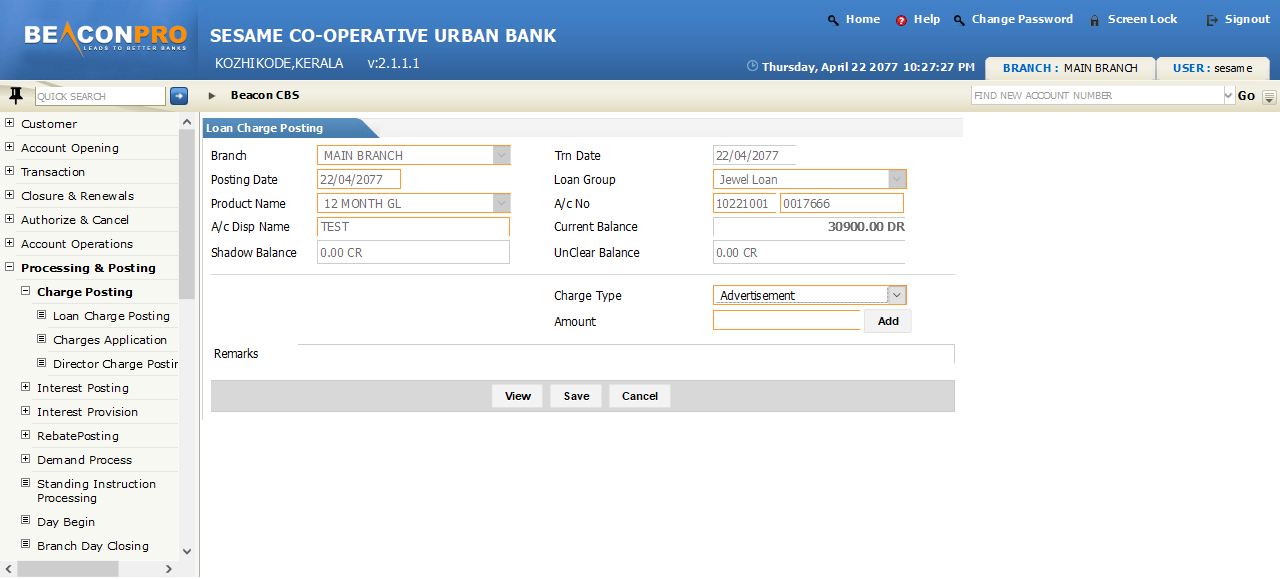 BEACONPRO
LEADS TO BETTER BANKS
SESAME CO-OPERATIVE URBAN BANK
KOZHIKODE,KERALA v:2.1.1.1
Home Help Change Password Screen Lock Signout
Thursday, April 22 2077 10:27:27 PM BRANCH : MAIN BRANCH USER : sesame
QUICK SEARCH Beacon CBS FIND NEW ACCOUNT NUMBER Go
Customer
Account Opening
Transaction
Closure & Renewals
Authorize & Cancel
Account Operations
Processing & Posting
Charge Posting
Loan Charge Posting
Charges Application
Director Charge Postin
Interest Posting
Interest Provision
RebatePosting
Demand Process
Standing Instruction
Processing
Day Begin
Branch Day Closing
Loan Charge Posting
Branch MAIN BRANCH Trn Date 22/04/2077
Posting Date 22/04/2077 Loan Group Jewel Loan
Product Name 12 MONTH GL A/c No 10221001 0017666
A/c Disp Name TEST Current Balance 30900.00 DR
Shadow Balance 0.00 CR UnClear Balance 0.00 CR
Charge Type Advertisement
Amount Add
Remarks
View Save Cancel